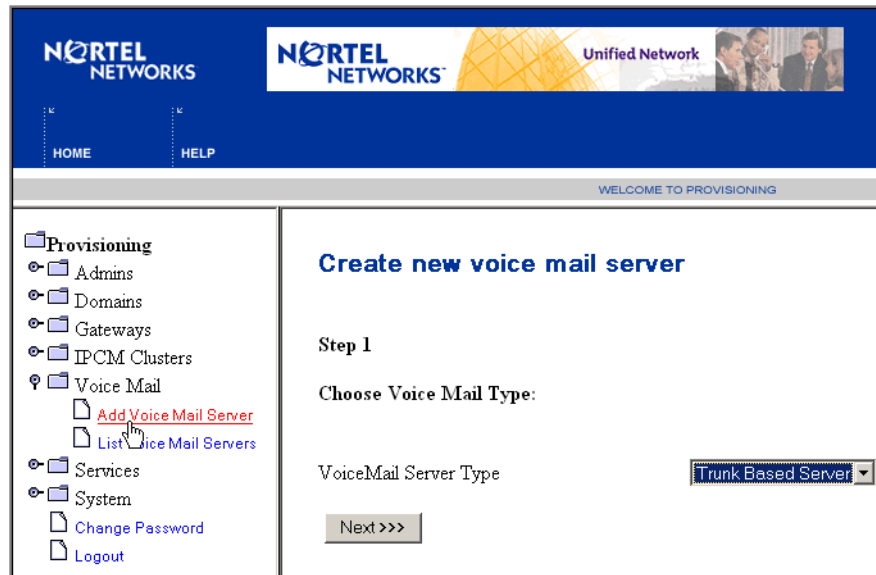 NORTEL
NETWORKS
NORTEL
NETWORKS
Unified Network
HOME
HELP
WELCOME TO PROVISIONING
Provisioning
Admins
Domains
Gateways
IPCM Clusters
Voice Mail
Add Voice Mail Server
List Voice Mail Servers
Services
System
Change Password
Logout
Create new voice mail server
Step 1
Choose Voice Mail Type:
VoiceMail Server Type
Trunk Based Server
Next >>>